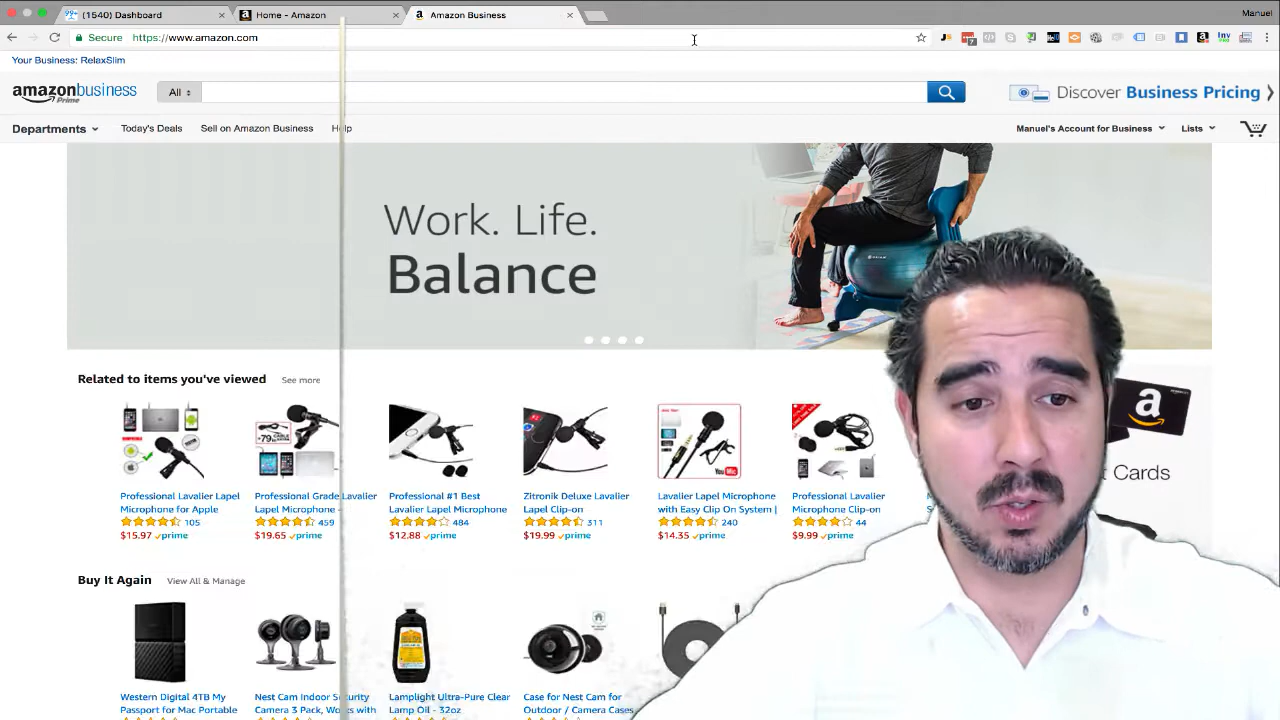 (1540) Dashboard
Home - Amazon
Amazon Business
Manuel
Secure
https://www.amazon.com
Your Business: RelaxSlim
amazonbusiness
Prime
All
Discover Business Pricing
Departments
Today's Deals
Sell on Amazon Business
Help
Manuel's Account for Business
Lists
Work. Life.
Balance
Related to items you've viewed
See more
Professional Lavalier Lapel
Microphone for Apple
105
$15.97 prime
Professional Grade Lavalier
Lapel Microphone -
459
$19.65 prime
Professional #1 Best
Lavalier Lapel Microphone
484
$12.88 prime
Zitronik Deluxe Lavalier
Lapel Clip-on
311
$19.99 prime
Lavalier Lapel Microphone
with Easy Clip On System |
240
$14.35 prime
Professional Lavalier
Microphone Clip-on
44
$9.99 prime
Cards
Buy It Again
View All & Manage
Western Digital 4TB My
Passport for Mac Portable
Nest Cam Indoor Security
Camera 3 Pack, Works with
Lamplight Ultra-Pure Clear
Lamp Oil - 32oz
Case for Nest Cam for
Outdoor / Camera Cases